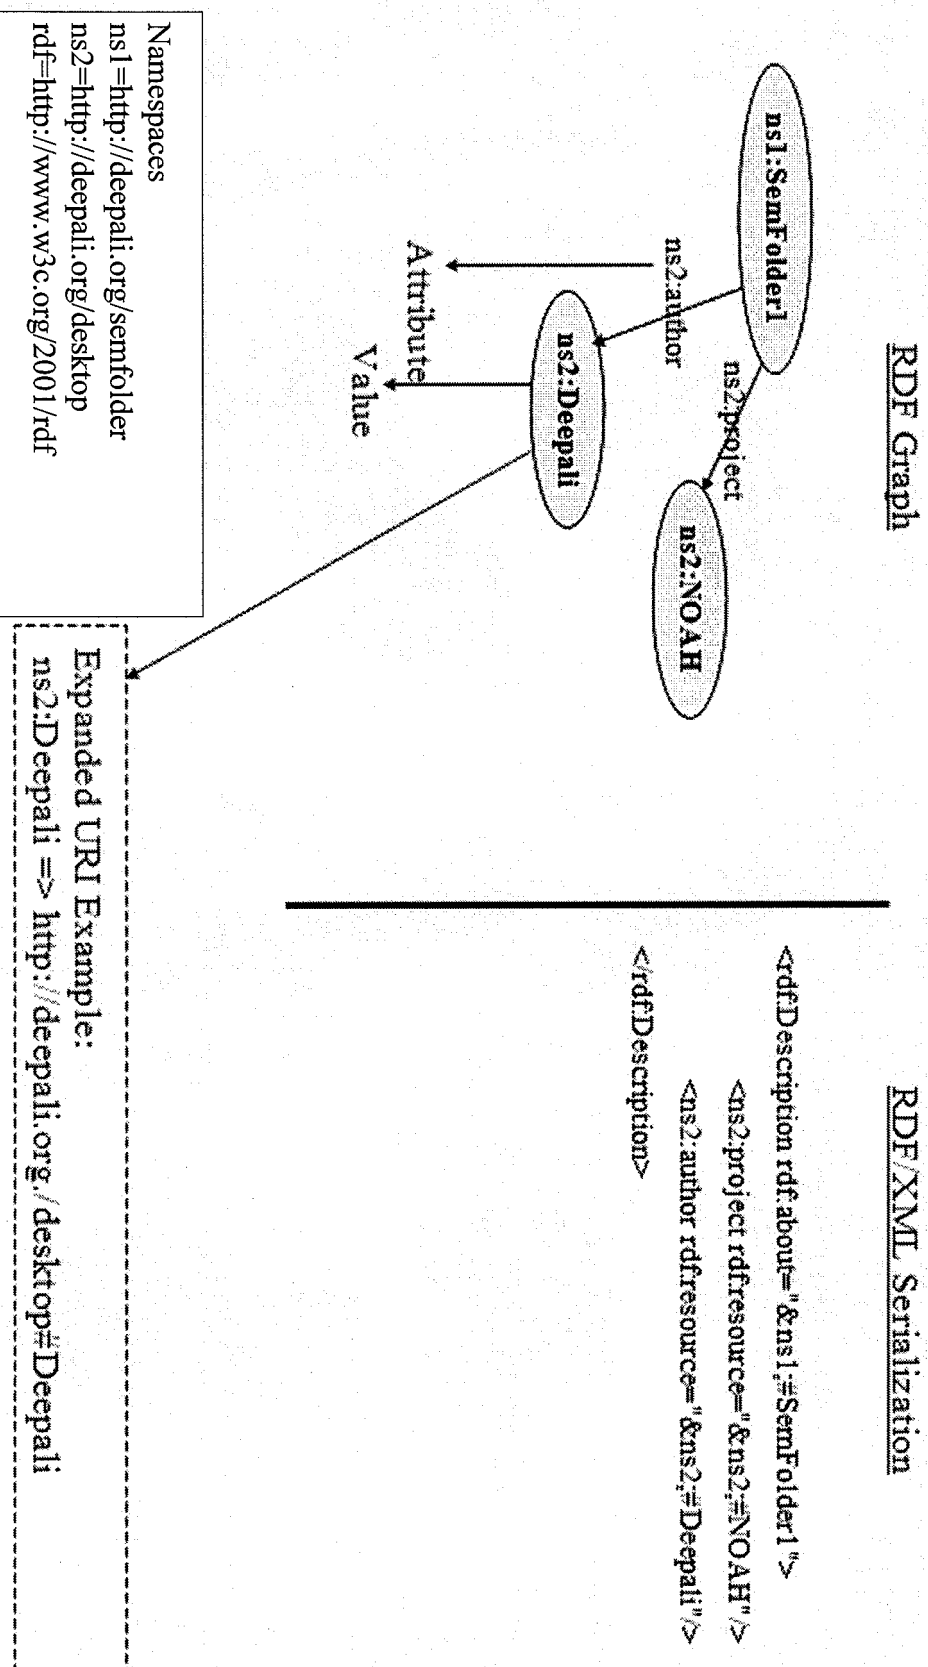 RDF Graph
ns1:SemFolder1
ns2:project
ns2:NOAH
ns2:author
ns2:Deepali
Attribute
Value
Namespaces
ns1=http://deepali.org/semfolder
ns2=http://deepali.org/desktop
rdf=http://www.w3c.org/2001/rdf
RDF/XML Serialization
<rdf:Description rdf:about="&ns1;#SemFolder1">
<ns2:project rdf:resource="&ns2;#NOAH"/>
<ns2:author rdf:resource="&ns2;#Deepali"/>
</rdf:Description>
Expanded URI Example:
ns2:Deepali => http://deepali.org./desktop#Deepali